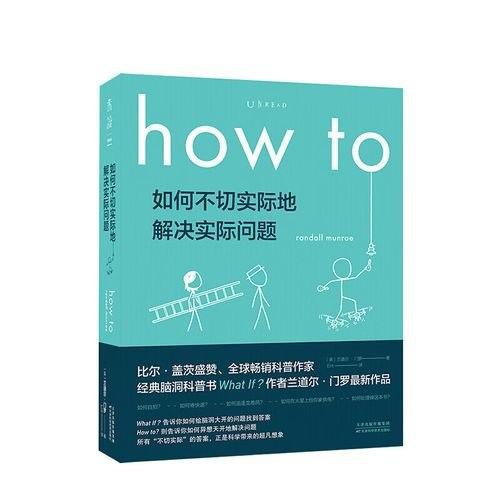 UNREAD
how to
如何不切实际地
解决实际问题
randall munroe
比尔·盖茨盛赞、全球畅销科普作家
经典脑洞科普书 What If? 作者兰道尔·门罗最新作品
What If? 告诉你如何给脑洞大开的问题找到答案
How to? 则告诉你如何异想天开地解决问题
所有“不切实际”的答案，正是科学带来的超凡想象
如何不切实际地
解决实际问题
how to